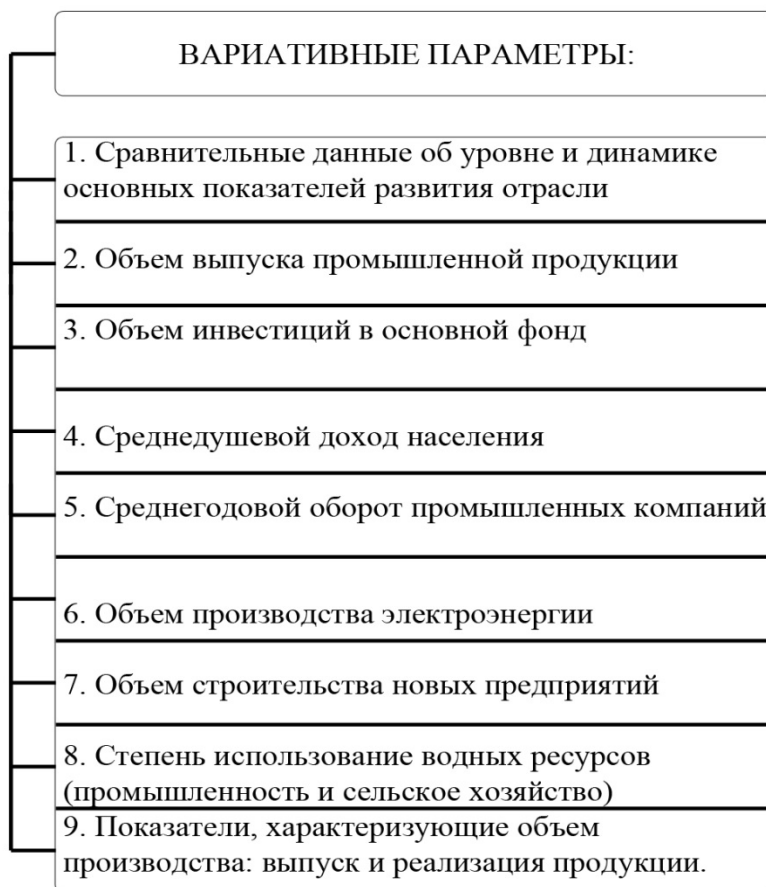 ВАРИАТИВНЫЕ ПАРАМЕТРЫ:
1. Сравнительные данные об уровне и динамике
основных показателей развития отрасли
2. Объем выпуска промышленной продукции
3. Объем инвестиций в основной фонд
4. Среднедушевой доход населения
5. Среднегодовой оборот промышленных компаний
6. Объем производства электроэнергии
7. Объем строительства новых предприятий
8. Степень использование водных ресурсов
(промышленность и сельское хозяйство)
9. Показатели, характеризующие объем
производства: выпуск и реализация продукции.